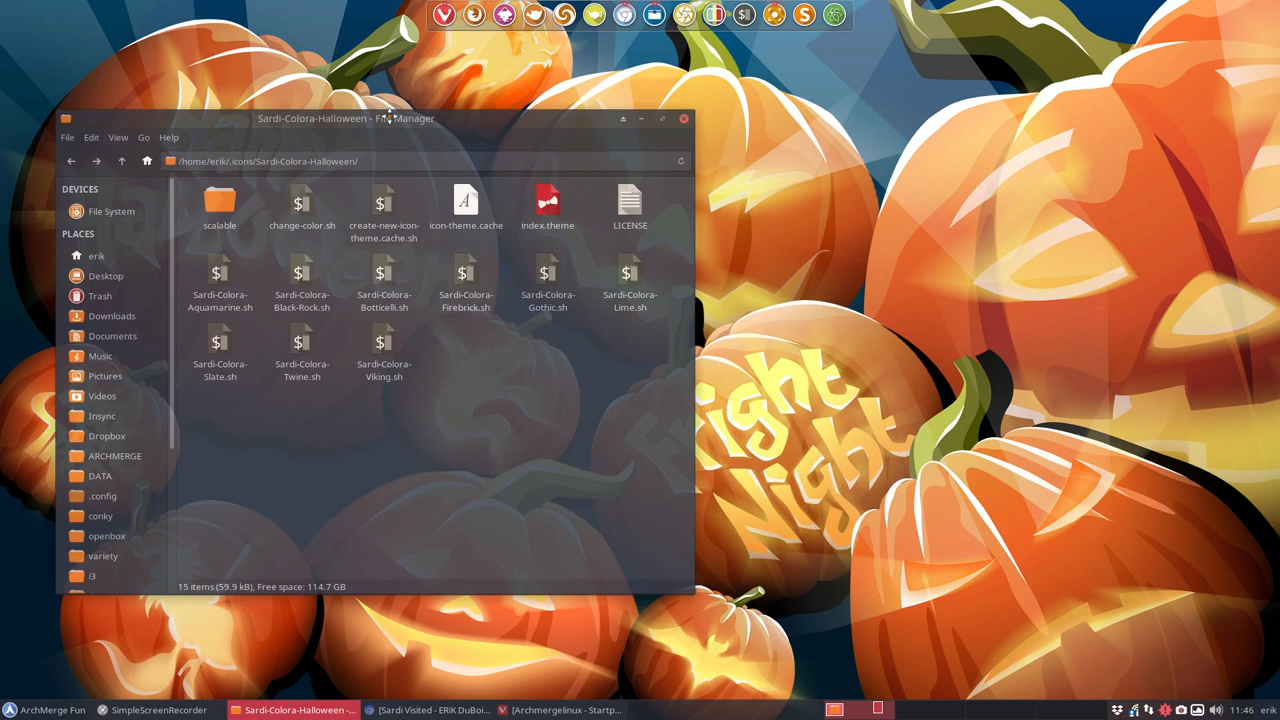 Sardi-Colora-Halloween - File Manager
File Edit View Go Help
/home/erik/.icons/Sardi-Colora-Halloween/
DEVICES
File System
PLACES
erik
Desktop
Trash
Downloads
Documents
Music
Pictures
Videos
Insync
Dropbox
ARCHMERGE
DATA
.config
conky
openbox
variety
i3
scalable
change-color.sh
create-new-icon-
theme.cache.sh
icon-theme.cache
index.theme
LICENSE
Sardi-Colora-
Aquamarine.sh
Sardi-Colora-
Black-Rock.sh
Sardi-Colora-
Botticelli.sh
Sardi-Colora-
Firebrick.sh
Sardi-Colora-
Gothic.sh
Sardi-Colora-
Lime.sh
Sardi-Colora-
Slate.sh
Sardi-Colora-
Twine.sh
Sardi-Colora-
Viking.sh
15 items (59.9 kB), Free space: 114.7 GB
Night
ArchMerge Fun
SimpleScreenRecorder
Sardi-Colora-Halloween -...
[Sardi Visited - ERiK DuBoi...
[Archmergelinux - Startp...
11:46 erik